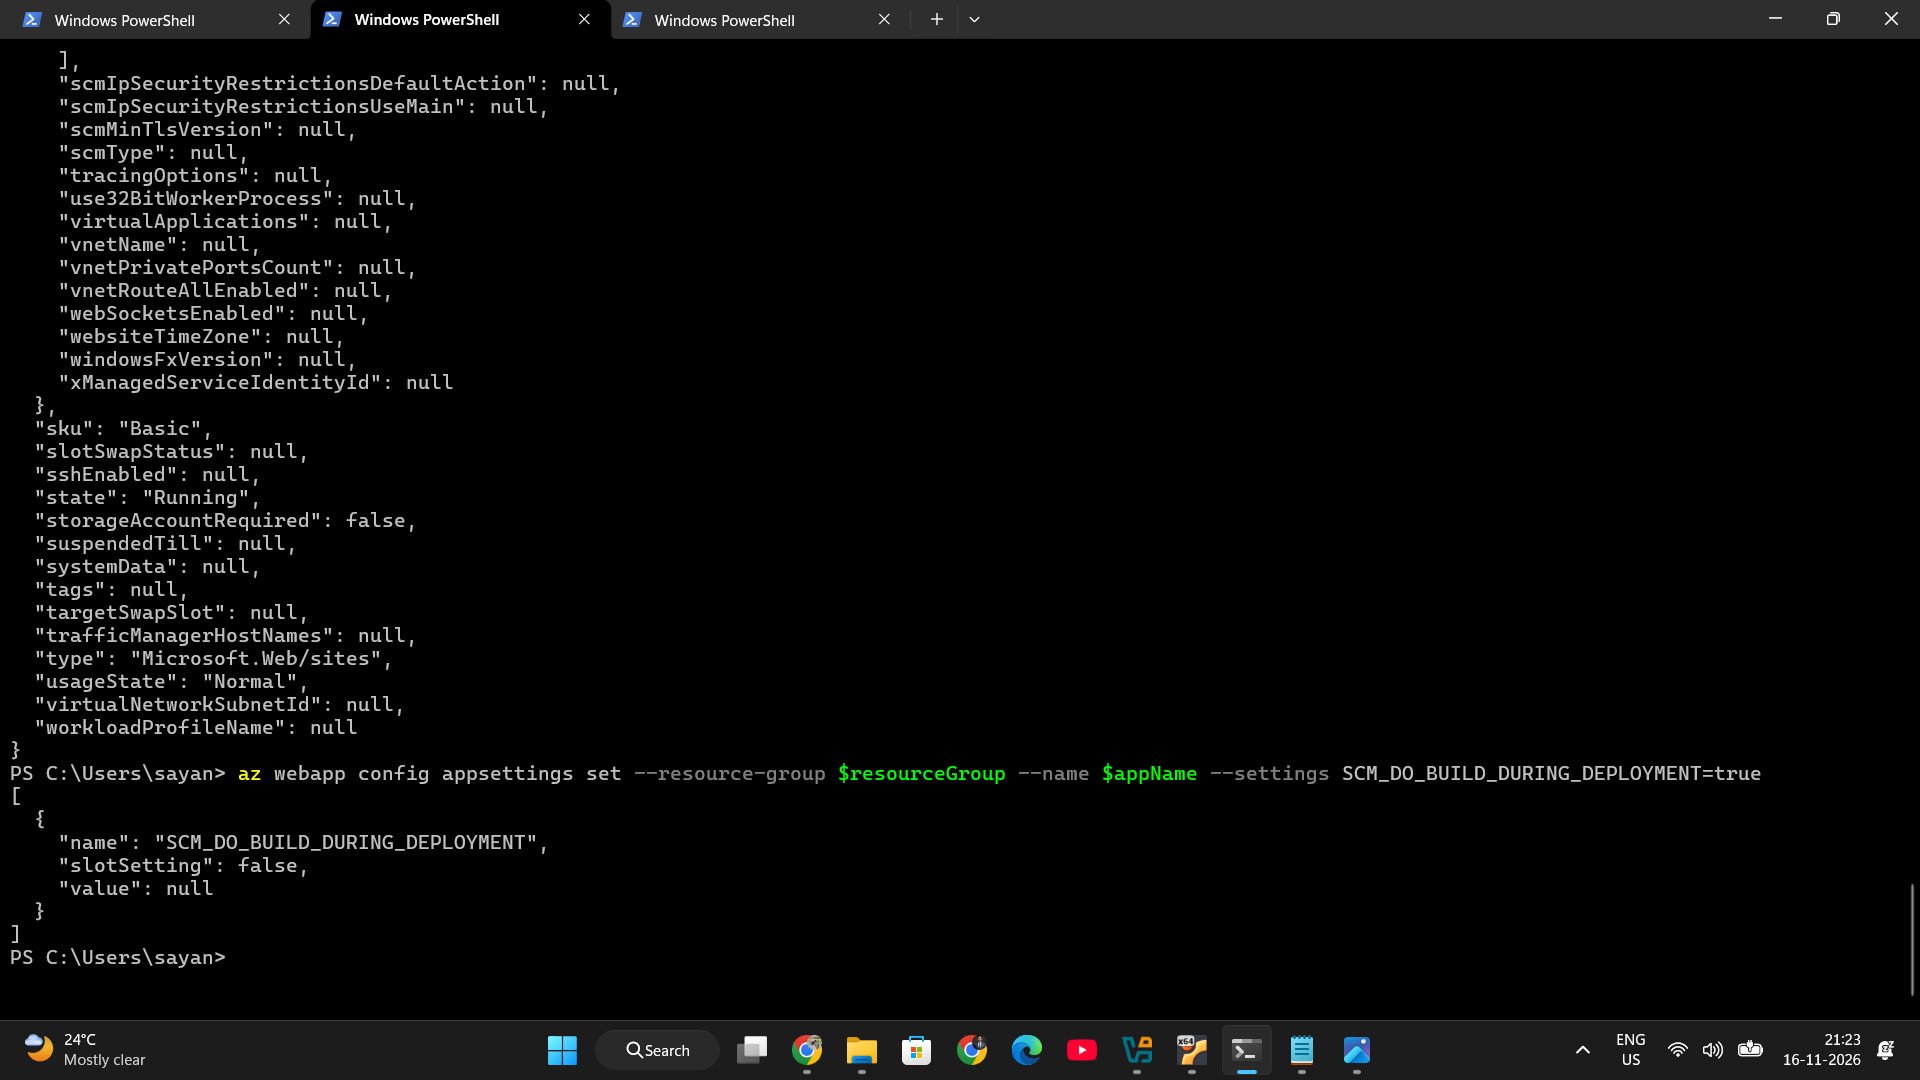 Windows PowerShell
Windows PowerShell
Windows PowerShell
    ],
    "scmIpSecurityRestrictionsDefaultAction": null,
    "scmIpSecurityRestrictionsUseMain": null,
    "scmMinTlsVersion": null,
    "scmType": null,
    "tracingOptions": null,
    "use32BitWorkerProcess": null,
    "virtualApplications": null,
    "vnetName": null,
    "vnetPrivatePortsCount": null,
    "vnetRouteAllEnabled": null,
    "webSocketsEnabled": null,
    "websiteTimeZone": null,
    "windowsFxVersion": null,
    "xManagedServiceIdentityId": null
  },
  "sku": "Basic",
  "slotSwapStatus": null,
  "sshEnabled": null,
  "state": "Running",
  "storageAccountRequired": false,
  "suspendedTill": null,
  "systemData": null,
  "tags": null,
  "targetSwapSlot": null,
  "trafficManagerHostNames": null,
  "type": "Microsoft.Web/sites",
  "usageState": "Normal",
  "virtualNetworkSubnetId": null,
  "workloadProfileName": null
}
PS C:\Users\sayan> az webapp config appsettings set --resource-group $resourceGroup --name $appName --settings SCM_DO_BUILD_DURING_DEPLOYMENT=true
[
  {
    "name": "SCM_DO_BUILD_DURING_DEPLOYMENT",
    "slotSetting": false,
    "value": null
  }
]
PS C:\Users\sayan>
24°C
Mostly clear
Search
x64
ENG
US
21:23
16-11-2026